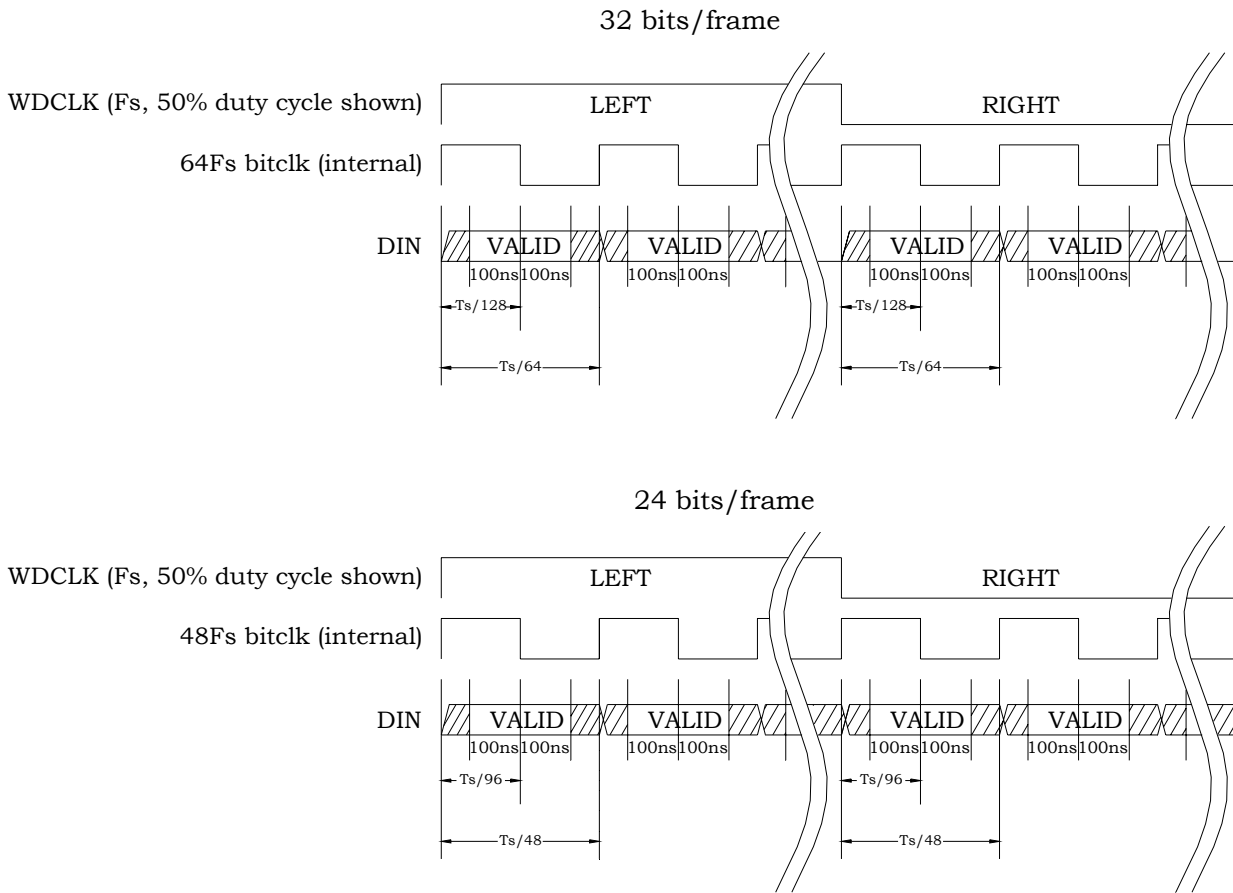 32 bits/frame
WDCLK (Fs, 50% duty cycle shown)
LEFT
RIGHT
64Fs bitclk (internal)
DIN
VALID
VALID
VALID
VALID
100ns 100ns
100ns 100ns
100ns 100ns
100ns 100ns
Ts/128
Ts/128
Ts/64
Ts/64
24 bits/frame
WDCLK (Fs, 50% duty cycle shown)
LEFT
RIGHT
48Fs bitclk (internal)
DIN
VALID
VALID
VALID
VALID
100ns 100ns
100ns 100ns
100ns 100ns
100ns 100ns
Ts/96
Ts/96
Ts/48
Ts/48